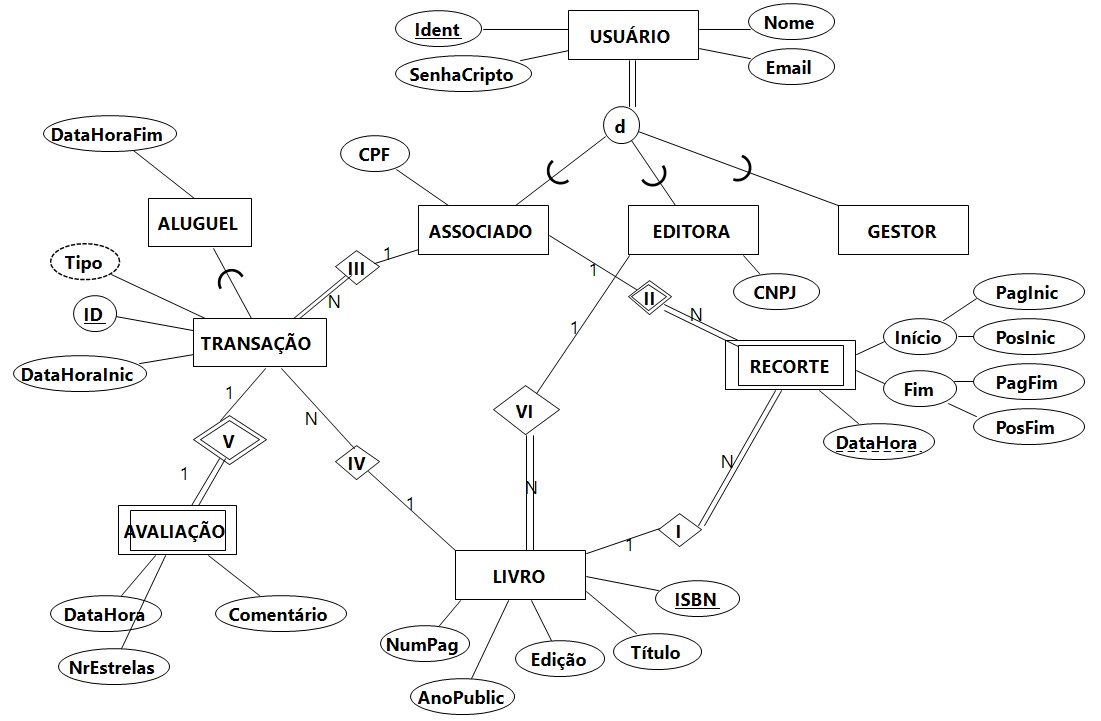 USUÁRIO
Ident
SenhaCripto
Nome
Email
d
DataHoraFim
CPF
ALUGUEL
ASSOCIADO
EDITORA
GESTOR
Tipo
III
1
N
1
II
N
CNPJ
ID
TRANSAÇÃO
DataHoraInic
1
PagInic
Início
PosInic
RECORTE
Fim
PagFim
PosFim
DataHora
1
N
VI
V
IV
N
1
1
N
I
1
AVALIAÇÃO
LIVRO
ISBN
DataHora
Comentário
NrEstrelas
NumPag
AnoPublic
Edição
Título